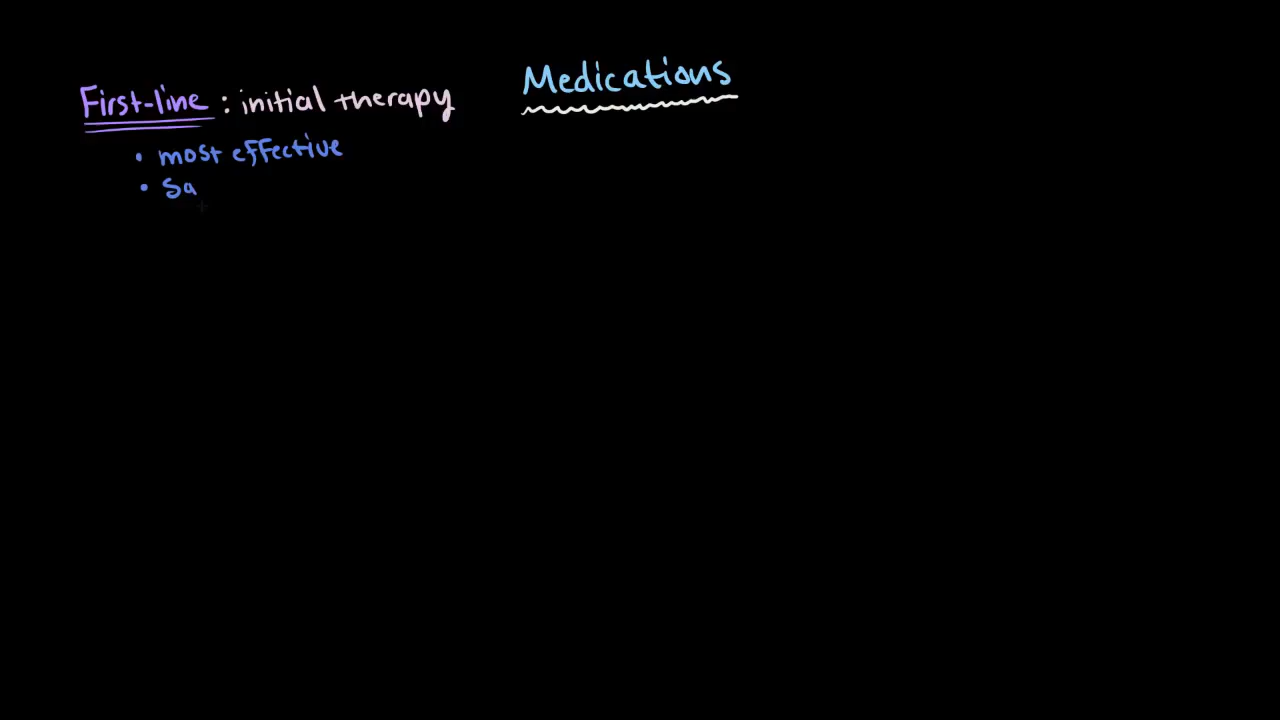 Medications
First-line : initial therapy
• most effective
• Sa